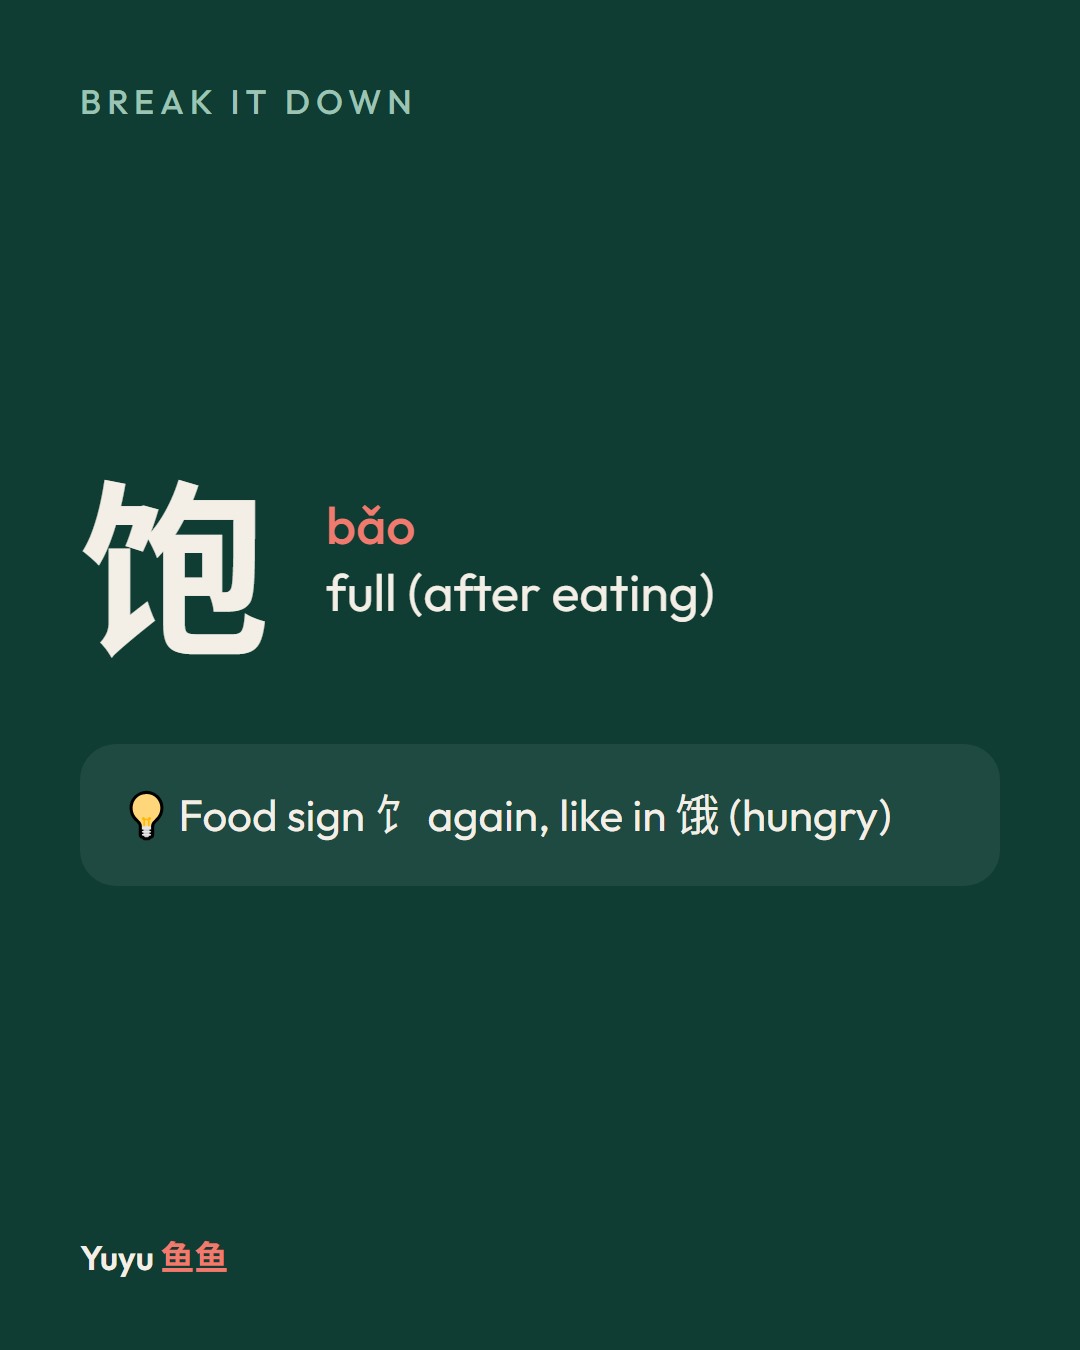 BREAK IT DOWN
饱
bǎo
full (after eating)
💡 Food sign 饣 again, like in 饿 (hungry)
Yuyu 鱼鱼